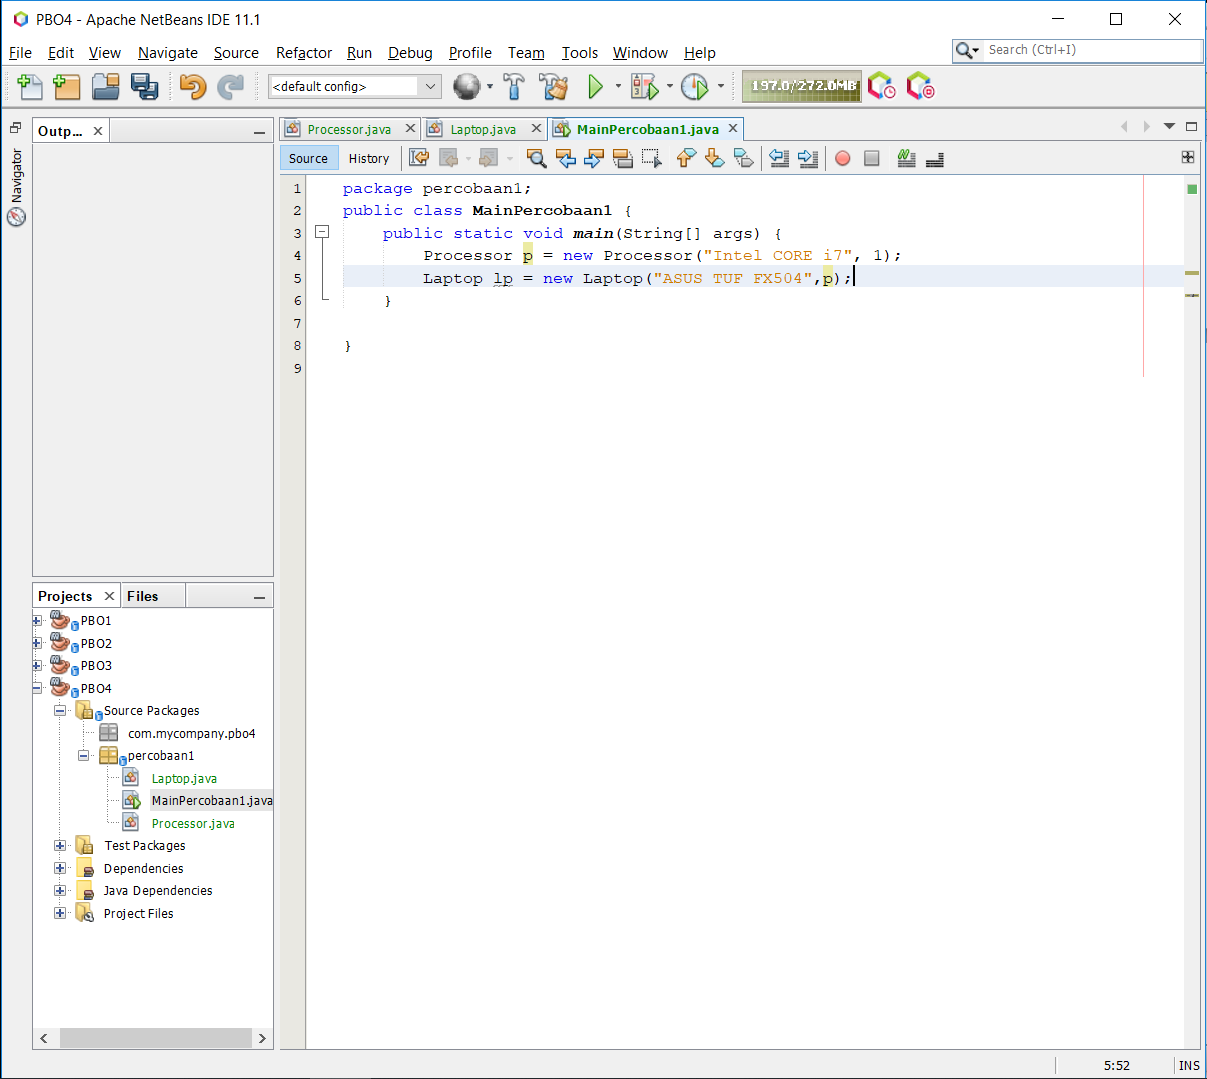 PBO4 - Apache NetBeans IDE 11.1
File Edit View Navigate Source Refactor Run Debug Profile Team Tools Window Help
Search (Ctrl+I)
<default config>
197.0/272.0MB
Navigator
Outp...
Processor.java
Laptop.java
MainPercobaan1.java
Source History
1 package percobaan1;
2 public class MainPercobaan1 {
3 public static void main(String[] args) {
4 Processor p = new Processor("Intel CORE i7", 1);
5 Laptop lp = new Laptop("ASUS TUF FX504",p);
6 }
7
8 }
9
Projects Files
PBO1
PBO2
PBO3
PBO4
Source Packages
com.mycompany.pbo4
percobaan1
Laptop.java
MainPercobaan1.java
Processor.java
Test Packages
Dependencies
Java Dependencies
Project Files
5:52 INS